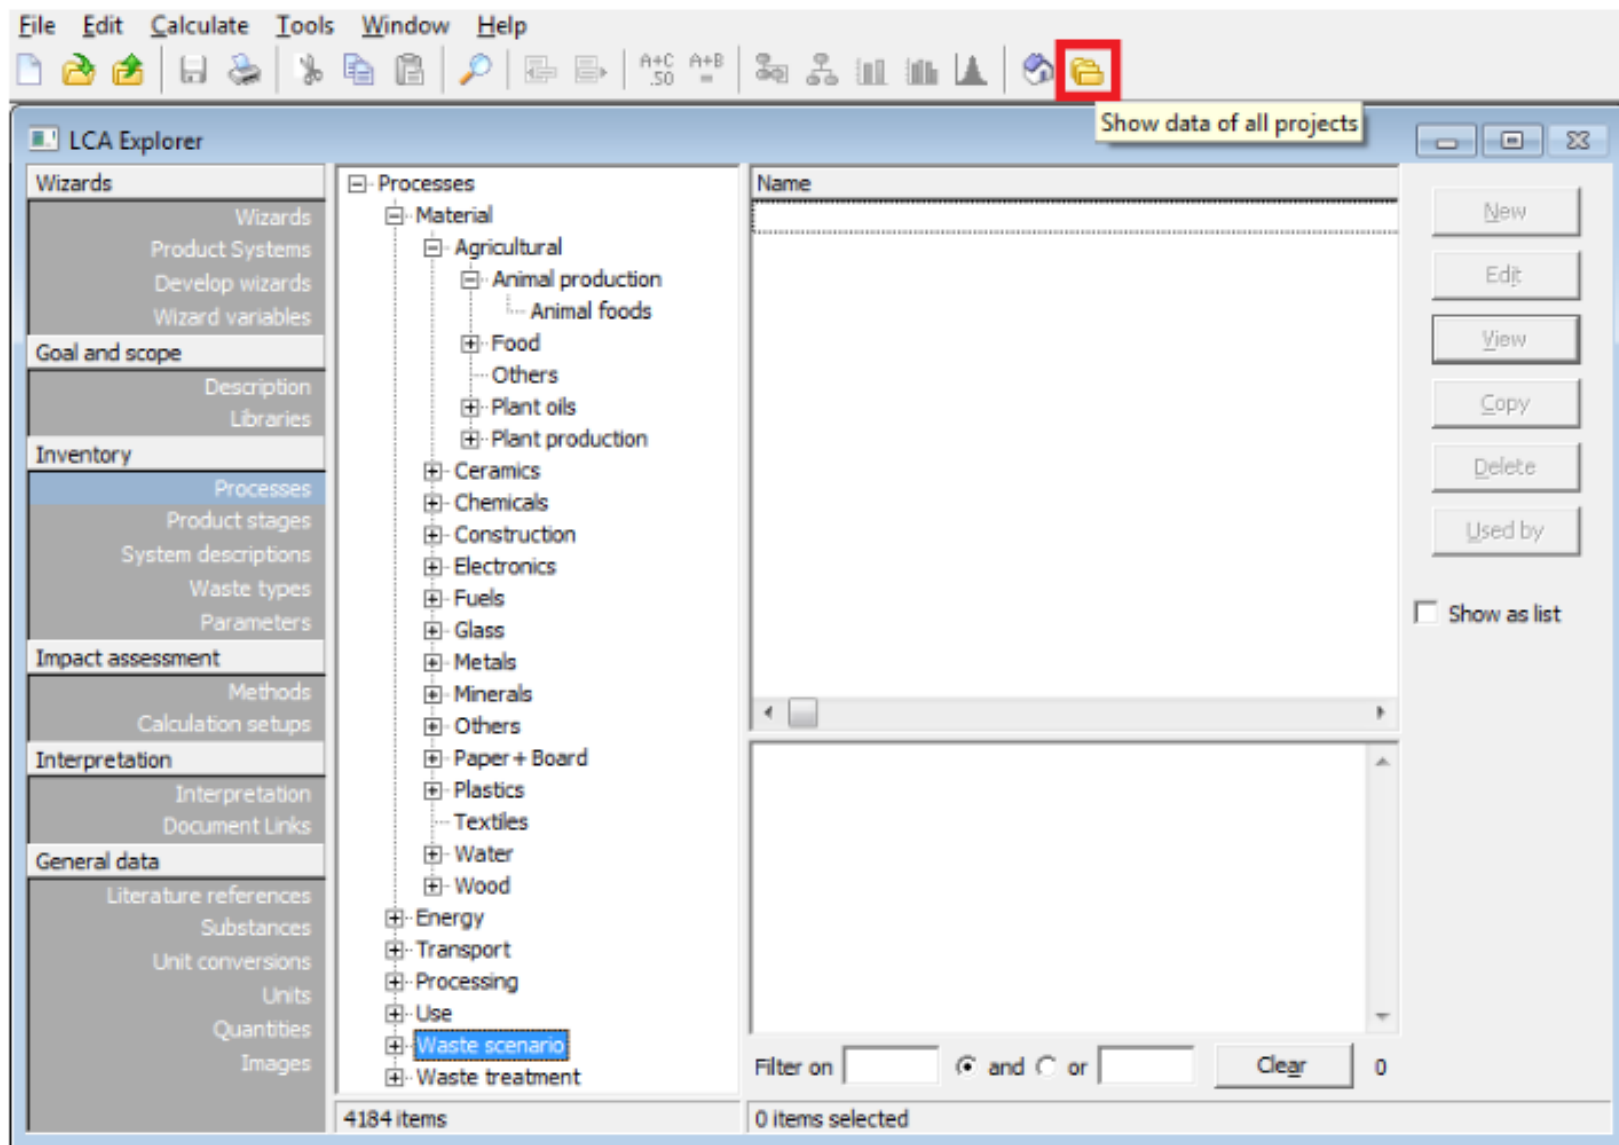 File Edit Calculate Tools Window Help
A+C
.50
A+B
=
Show data of all projects
LCA Explorer
Wizards
Wizards
Product Systems
Develop wizards
Wizard variables
Goal and scope
Description
Libraries
Inventory
Processes
Product stages
System descriptions
Waste types
Parameters
Impact assessment
Methods
Calculation setups
Interpretation
Interpretation
Document Links
General data
Literature references
Substances
Unit conversions
Units
Quantities
Images
Processes
Material
Agricultural
Animal production
Animal foods
Food
Others
Plant oils
Plant production
Ceramics
Chemicals
Construction
Electronics
Fuels
Glass
Metals
Minerals
Others
Paper+ Board
Plastics
Textiles
Water
Wood
Energy
Transport
Processing
Use
Waste scenario
Waste treatment
4184 items
Name
Filter on and or Clear 0
0 items selected
New
Edit
View
Copy
Delete
Used by
Show as list